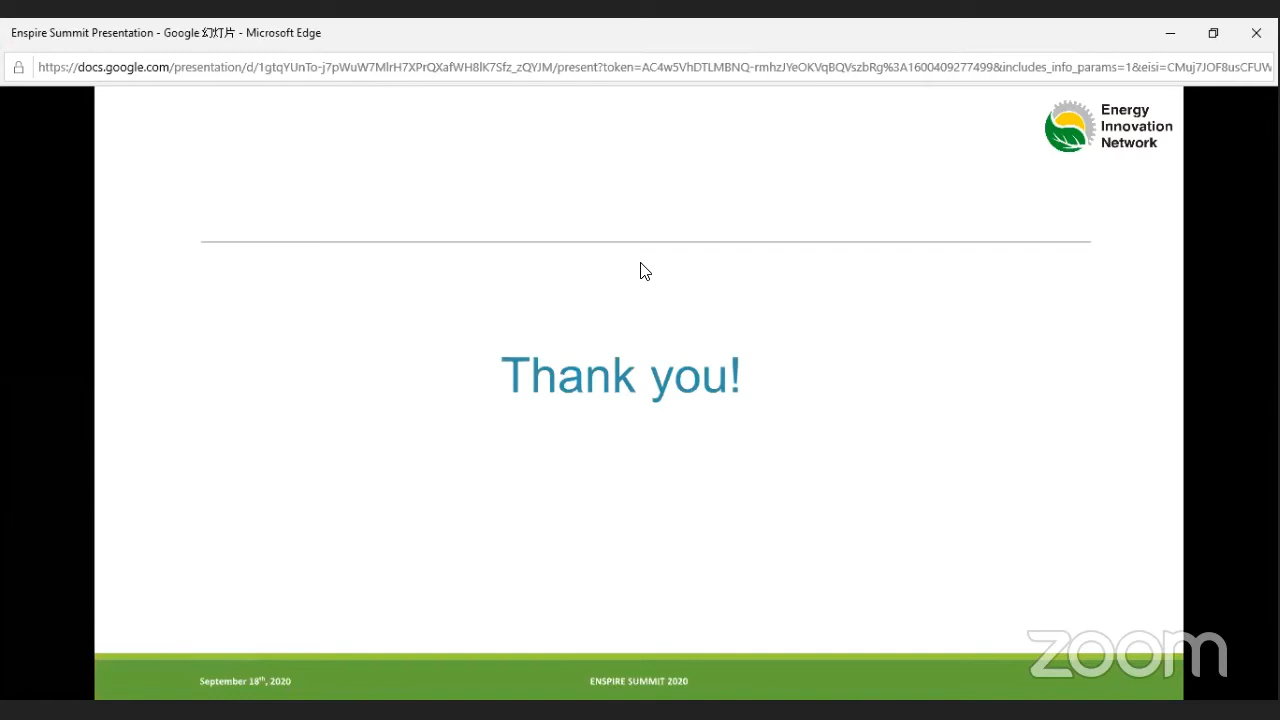 Enspire Summit Presentation - Google 幻灯片 - Microsoft Edge
https://docs.google.com/presentation/d/1gtqYUnTo-j7pWuW7MlrH7XPrQXafWH8lK7Sfz_zQYJM/present?token=AC4w5VhDTLMBNQ-rmhzJYeOKVqBQVszbRg%3A1600409277499&includes_info_params=1&eisi=CMuj7JOF8usCFUW
Energy
Innovation
Network
Thank you!
zoom
September 18th, 2020
ENSPIRE SUMMIT 2020